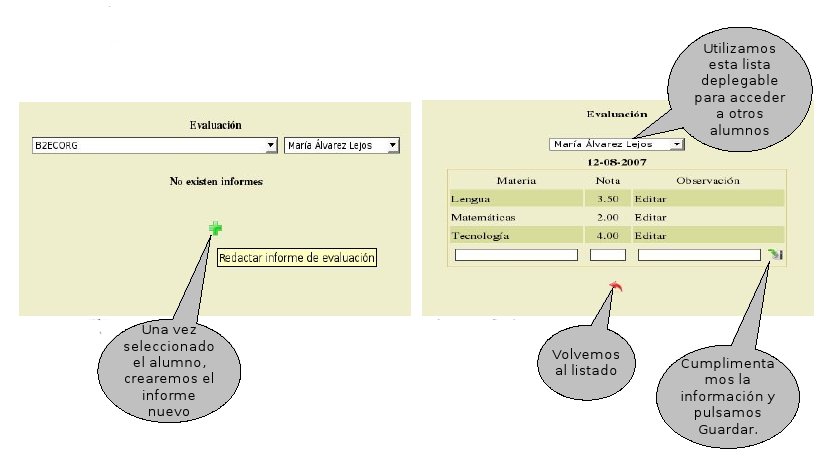 Evaluación
B2ECORG
María Álvarez Lejos
No existen informes
Redactar informe de evaluación
Una vez
seleccionado
el alumno,
crearemos el
informe
nuevo
Utilizamos
esta lista
deplegable
para acceder
a otros
alumnos
Evaluación
María Álvarez Lejos
12-08-2007
Materia Nota Observación
Lengua 3.50 Editar
Matemáticas 2.00 Editar
Tecnología 4.00 Editar
Volvemos
al listado
Cumplimenta
mos la
información y
pulsamos
Guardar.